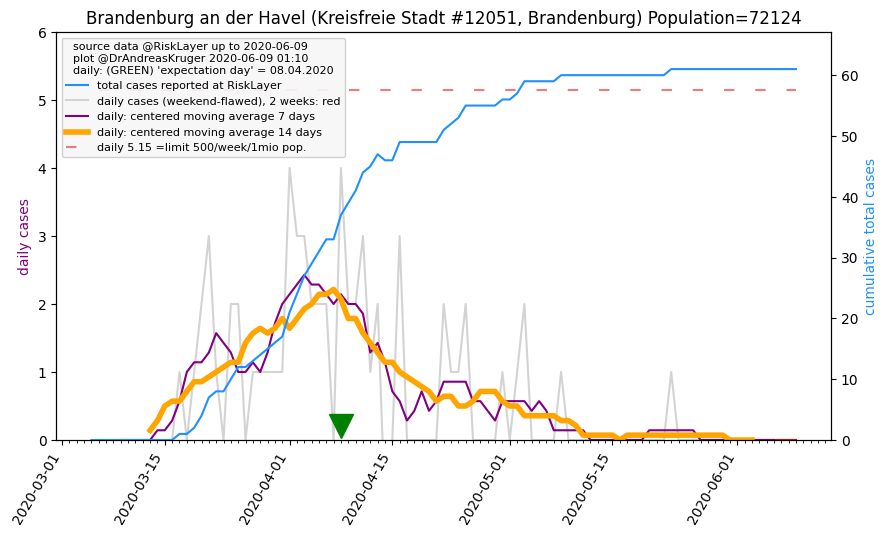 Brandenburg an der Havel (Kreisfreie Stadt #12051, Brandenburg) Population=72124
source data @RiskLayer up to 2020-06-09
plot @DrAndreasKruger 2020-06-09 01:10
daily: (GREEN) 'expectation day' = 08.04.2020
total cases reported at RiskLayer
daily cases (weekend-flawed), 2 weeks: red
daily: centered moving average 7 days
daily: centered moving average 14 days
daily 5.15 =limit 500/week/1mio pop.
daily cases
6
5
4
3
2
1
0
cumulative total cases
60
50
40
30
20
10
0
2020-03-01
2020-03-15
2020-04-01
2020-04-15
2020-05-01
2020-05-15
2020-06-01